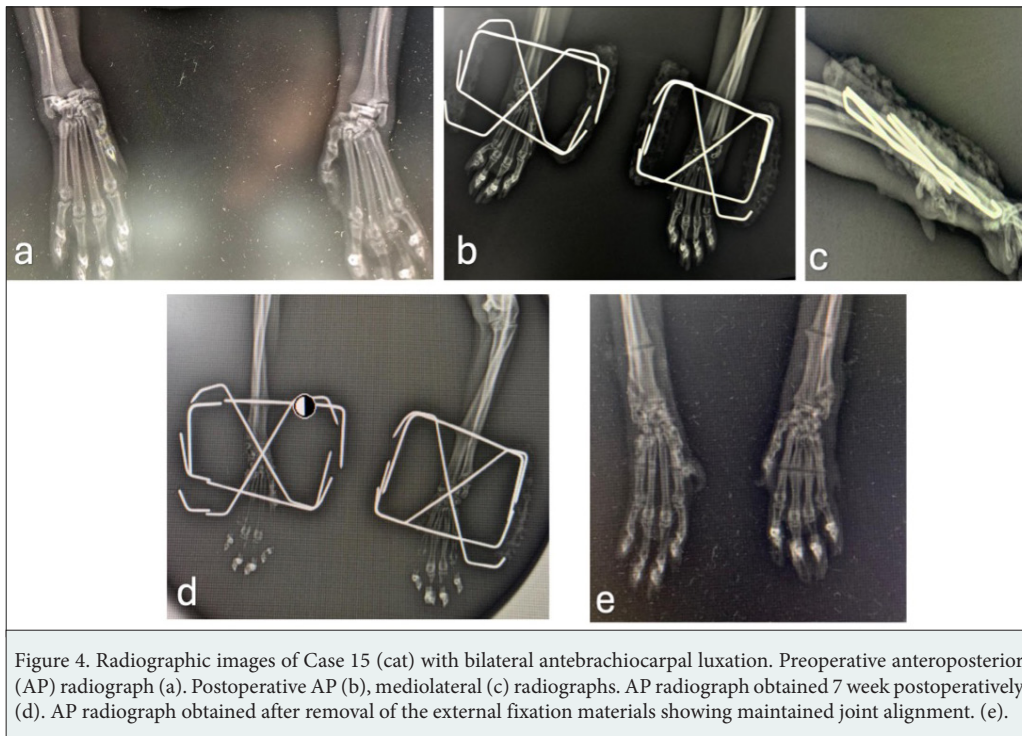 a
b
c
d
e
Figure 4. Radiographic images of Case 15 (cat) with bilateral antebrachiocarpal luxation. Preoperative anteroposterior
(AP) radiograph (a). Postoperative AP (b), mediolateral (c) radiographs. AP radiograph obtained 7 week postoperatively
(d). AP radiograph obtained after removal of the external fixation materials showing maintained joint alignment. (e).